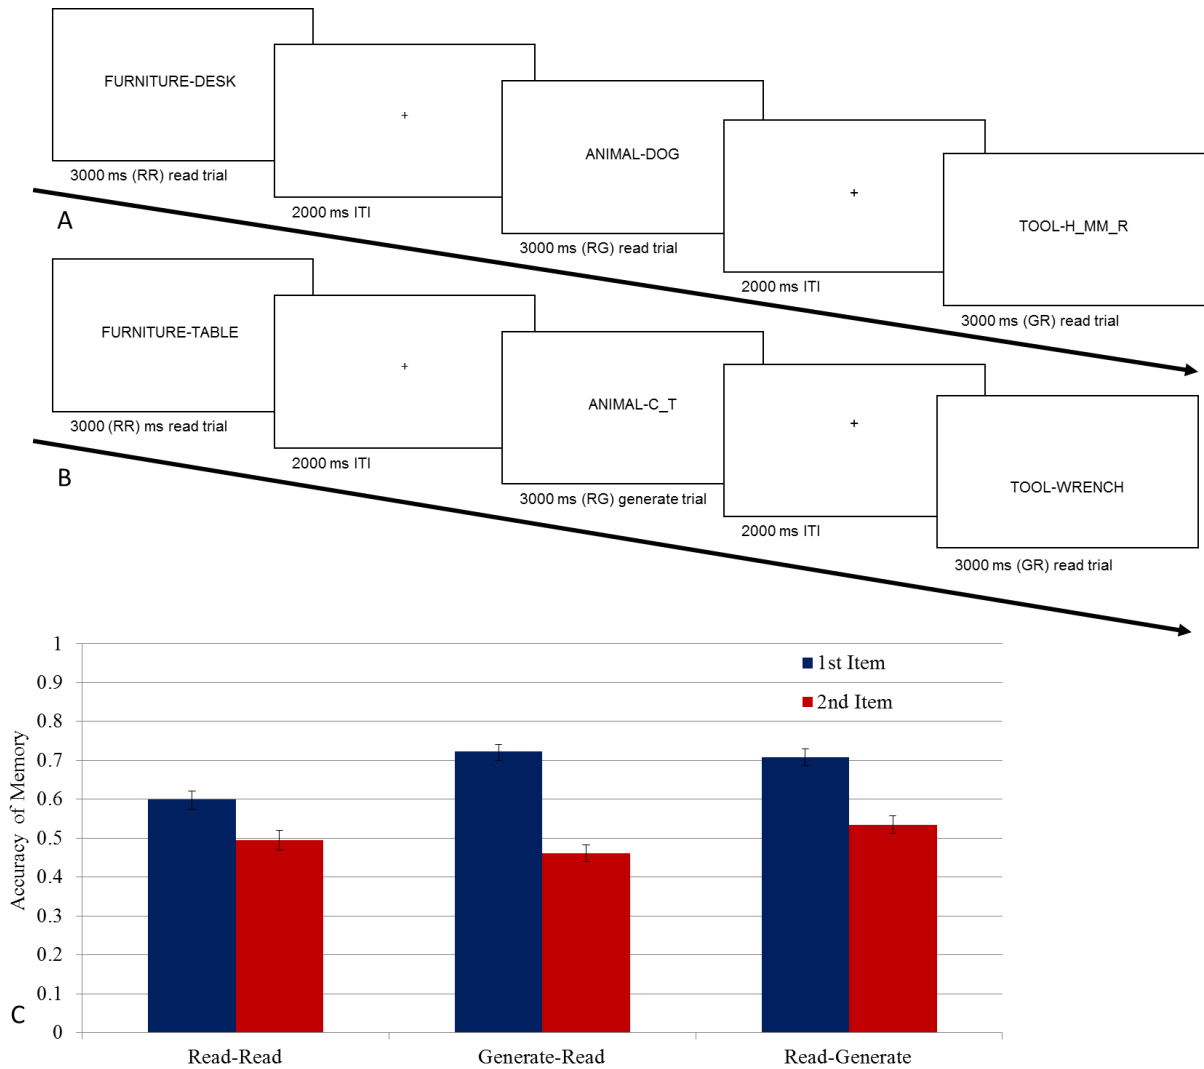 FURNITURE-DESK
3000 ms (RR) read trial
+
2000 ms ITI
ANIMAL-DOG
3000 ms (RG) read trial
+
2000 ms ITI
TOOL-H_MM_R
3000 ms (GR) read trial
A
FURNITURE-TABLE
3000 (RR) ms read trial
+
2000 ms ITI
ANIMAL-C_T
3000 ms (RG) generate trial
+
2000 ms ITI
TOOL-WRENCH
3000 ms (GR) read trial
B
1
0.9
0.8
0.7
0.6
0.5
0.4
0.3
0.2
0.1
0
Accuracy of Memory
1st Item
2nd Item
C
Read-Read
Generate-Read
Read-Generate